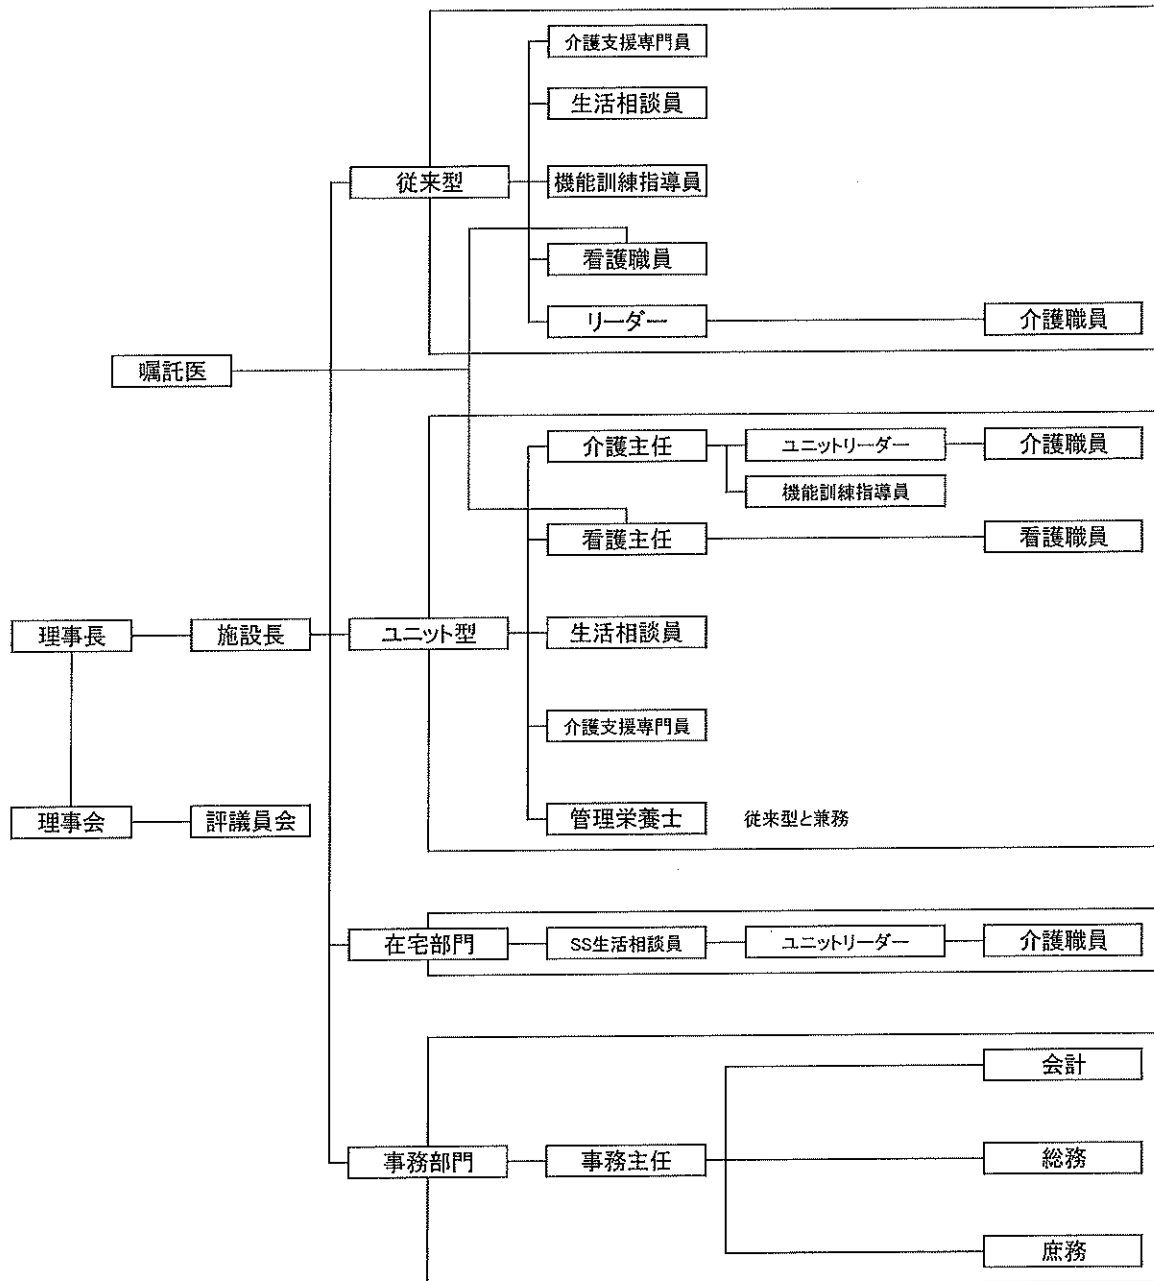 介護支援専門員
生活相談員
従来型
機能訓練指導員
看護職員
リーダー
介護職員
嘱託医
介護主任
ユニットリーダー
介護職員
機能訓練指導員
看護主任
看護職員
理事長
施設長
ユニット型
生活相談員
介護支援専門員
理事会
評議員会
管理栄養士
従来型と兼務
在宅部門
SS生活相談員
ユニットリーダー
介護職員
会計
事務部門
事務主任
総務
庶務